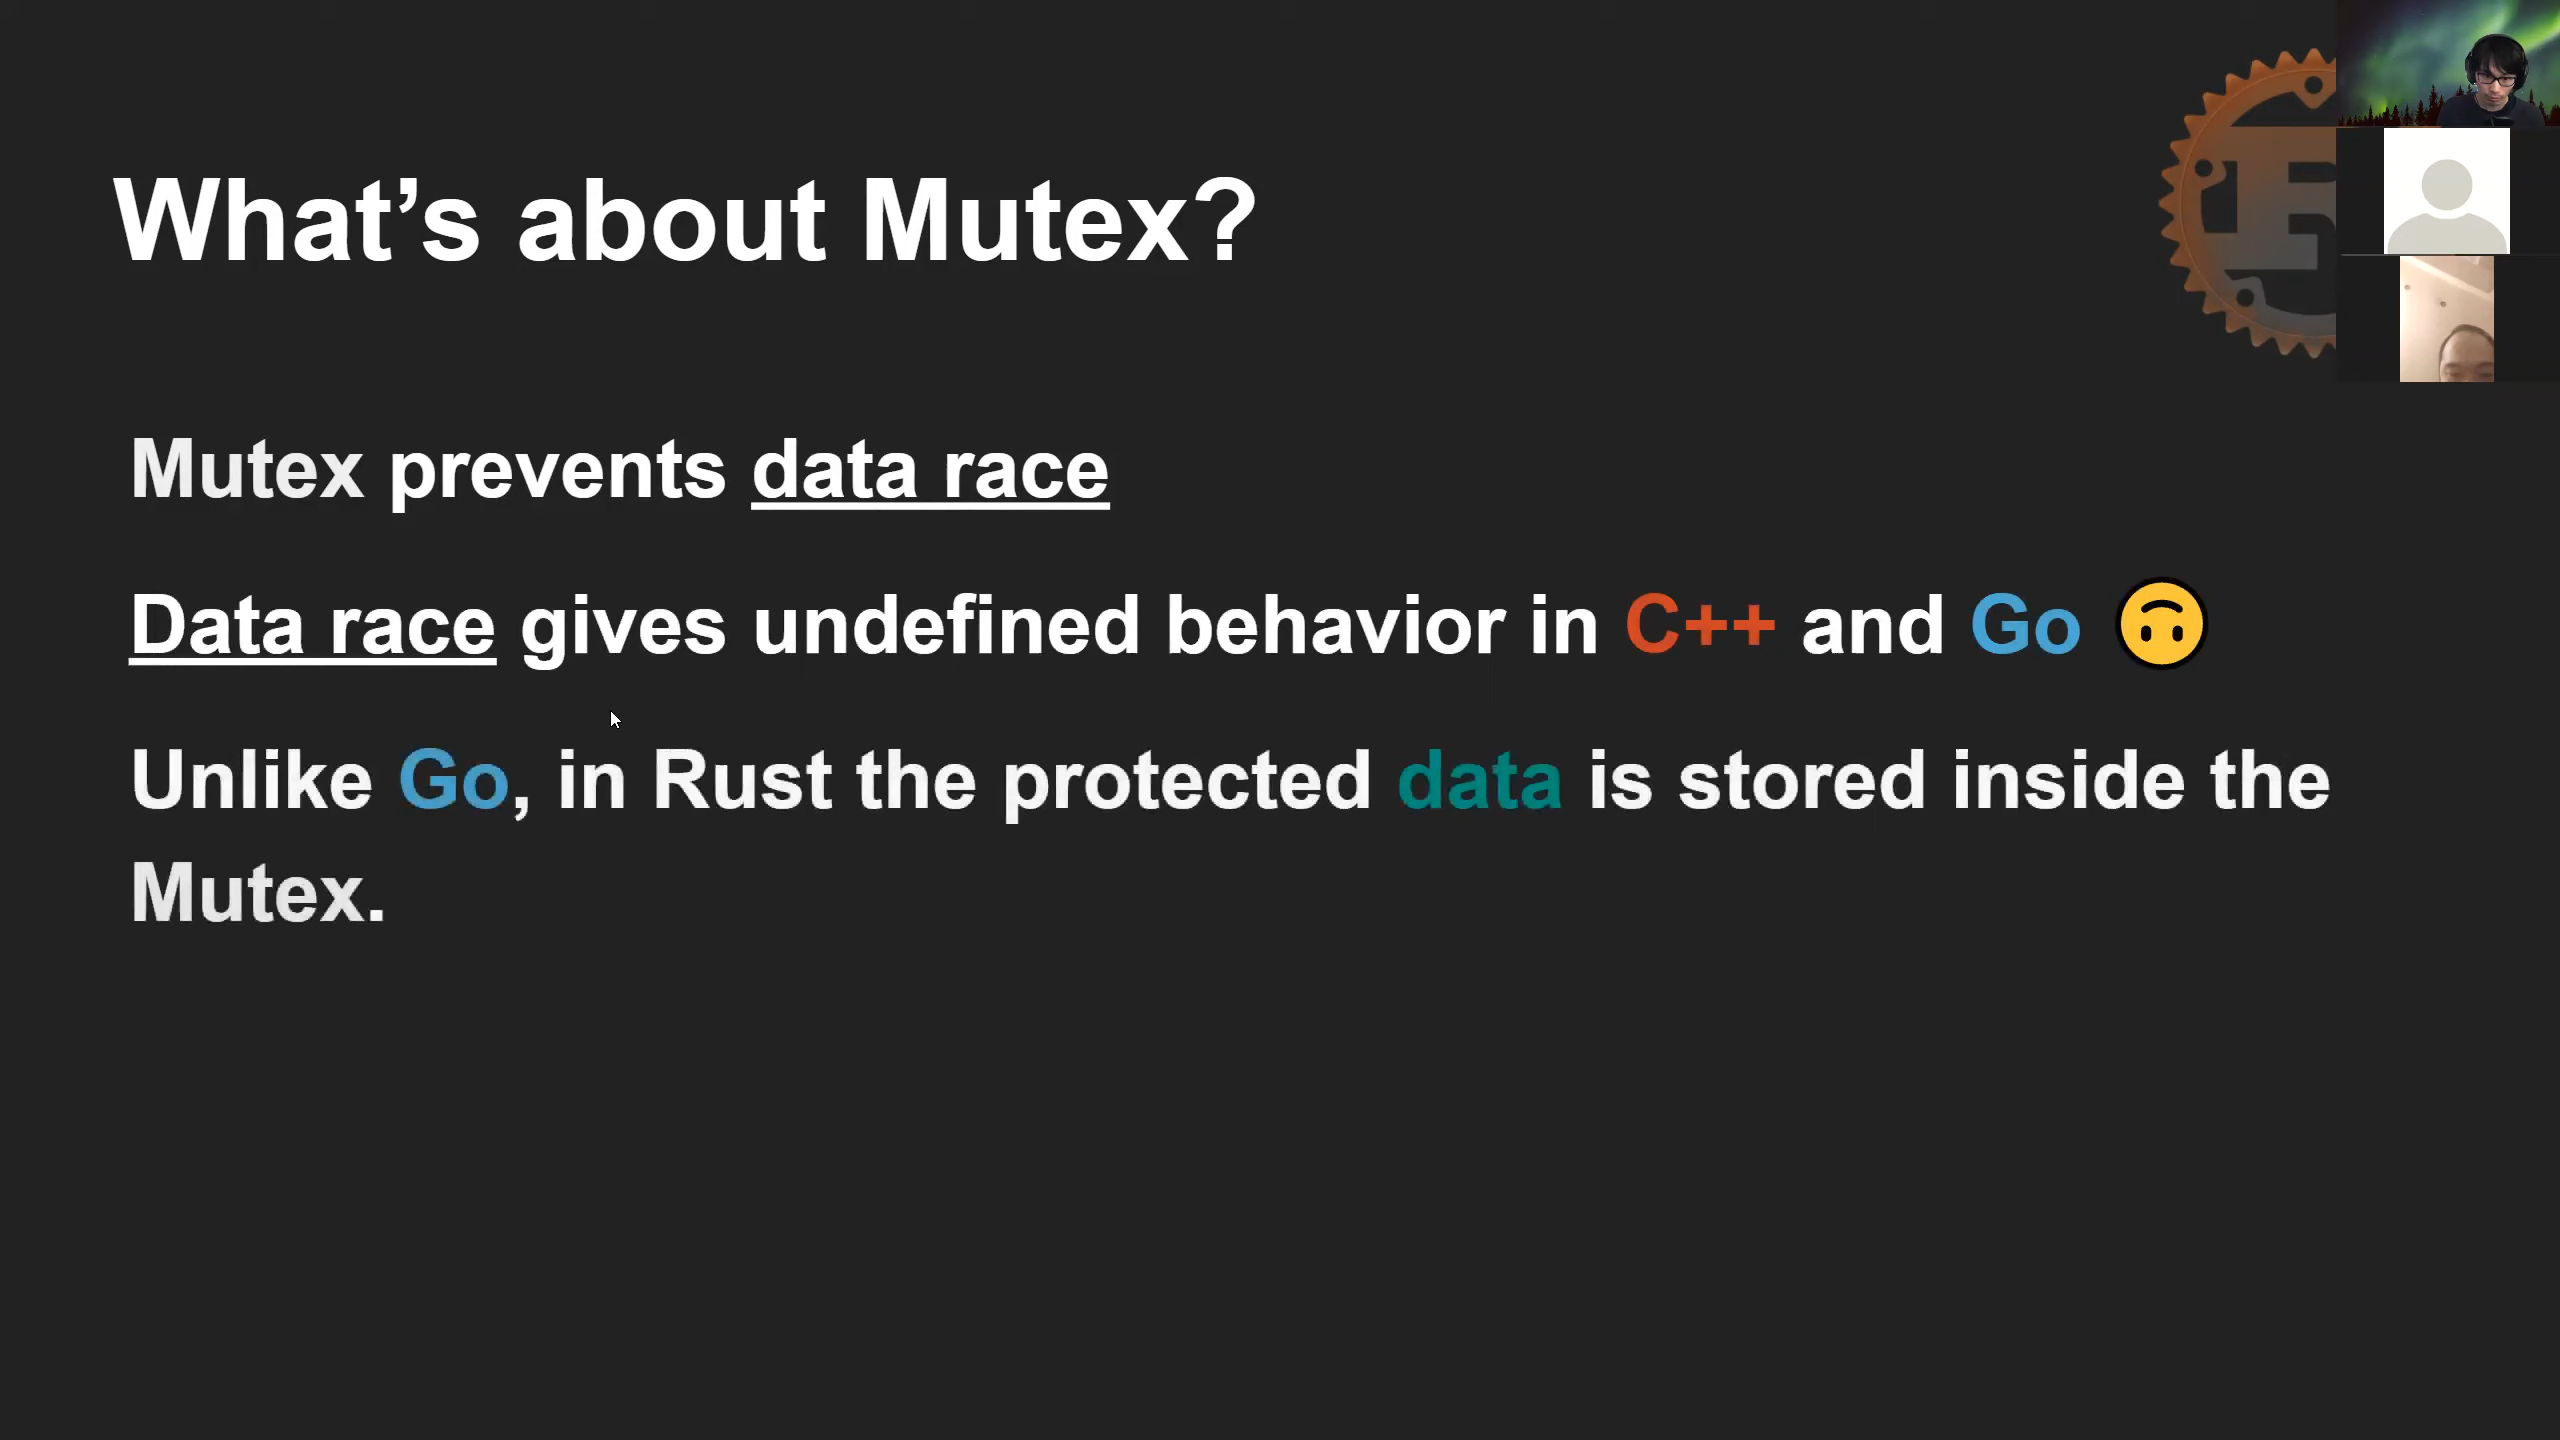 What’s about Mutex?
Mutex prevents data race
Data race gives undefined behavior in C++ and Go 🙃
Unlike Go, in Rust the protected data is stored inside the
Mutex.